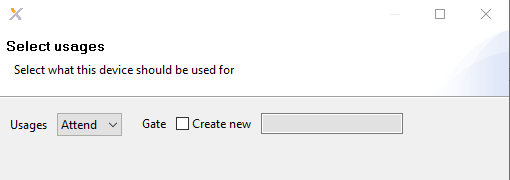 Select usages
Select what this device should be used for
Usages Attend Gate Create new